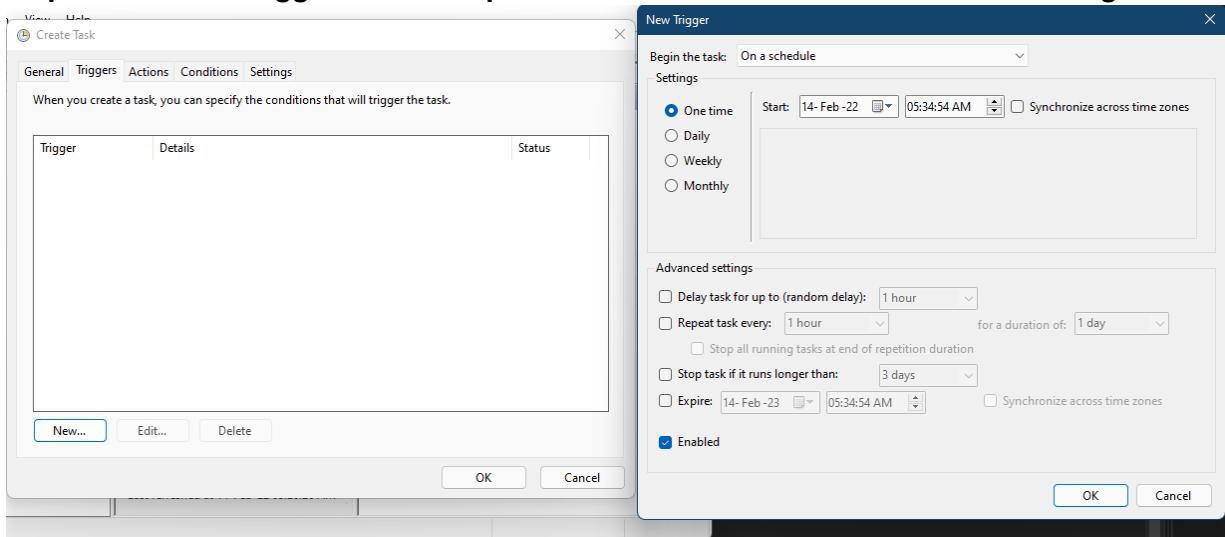 View Help
Create Task
General Triggers Actions Conditions Settings
When you create a task, you can specify the conditions that will trigger the task.
Trigger Details Status
New... Edit... Delete
OK Cancel
New Trigger
Begin the task: On a schedule
Settings
One time
Start: 14- Feb -22 05:34:54 AM Synchronize across time zones
Daily
Weekly
Monthly
Advanced settings
Delay task for up to (random delay): 1 hour
Repeat task every: 1 hour for a duration of: 1 day
Stop all running tasks at end of repetition duration
Stop task if it runs longer than: 3 days
Expire: 14- Feb -23 05:34:54 AM Synchronize across time zones
Enabled
OK Cancel